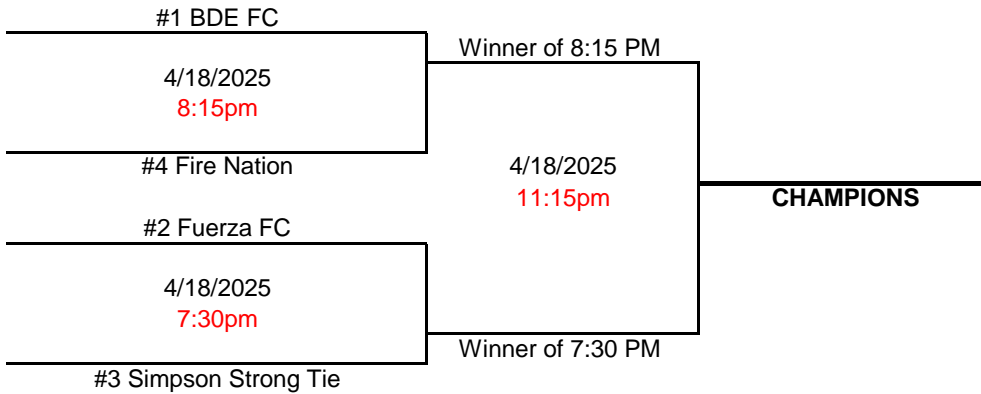 #1 BDE FC
Winner of 8:15 PM
4/18/2025
8:15pm
#4 Fire Nation
4/18/2025
11:15pm
CHAMPIONS
#2 Fuerza FC
4/18/2025
7:30pm
Winner of 7:30 PM
#3 Simpson Strong Tie